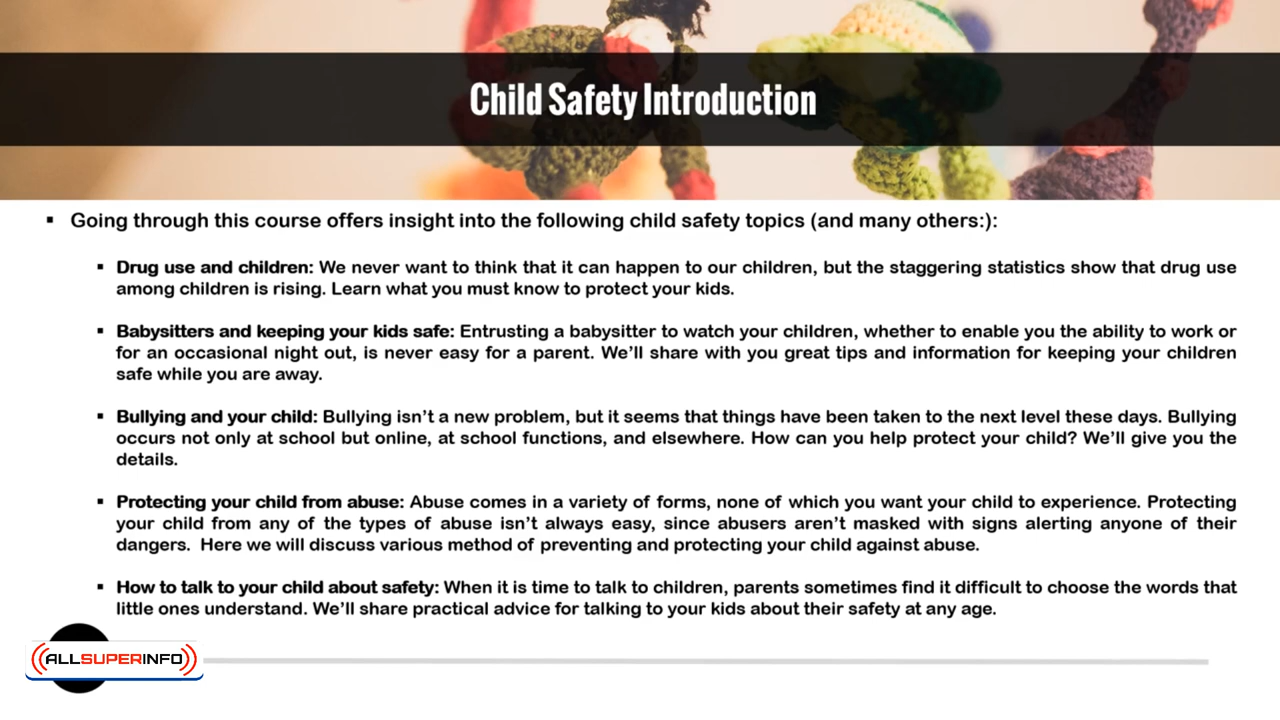 Child Safety Introduction
▪ Going through this course offers insight into the following child safety topics (and many others:):
▪ Drug use and children: We never want to think that it can happen to our children, but the staggering statistics show that drug use
among children is rising. Learn what you must know to protect your kids.
▪ Babysitters and keeping your kids safe: Entrusting a babysitter to watch your children, whether to enable you the ability to work or
for an occasional night out, is never easy for a parent. We’ll share with you great tips and information for keeping your children
safe while you are away.
▪ Bullying and your child: Bullying isn’t a new problem, but it seems that things have been taken to the next level these days. Bullying
occurs not only at school but online, at school functions, and elsewhere. How can you help protect your child? We’ll give you the
details.
▪ Protecting your child from abuse: Abuse comes in a variety of forms, none of which you want your child to experience. Protecting
your child from any of the types of abuse isn’t always easy, since abusers aren’t masked with signs alerting anyone of their
dangers.  Here we will discuss various method of preventing and protecting your child against abuse.
▪ How to talk to your child about safety: When it is time to talk to children, parents sometimes find it difficult to choose the words that
little ones understand. We’ll share practical advice for talking to your kids about their safety at any age.
ALLSUPERINFO